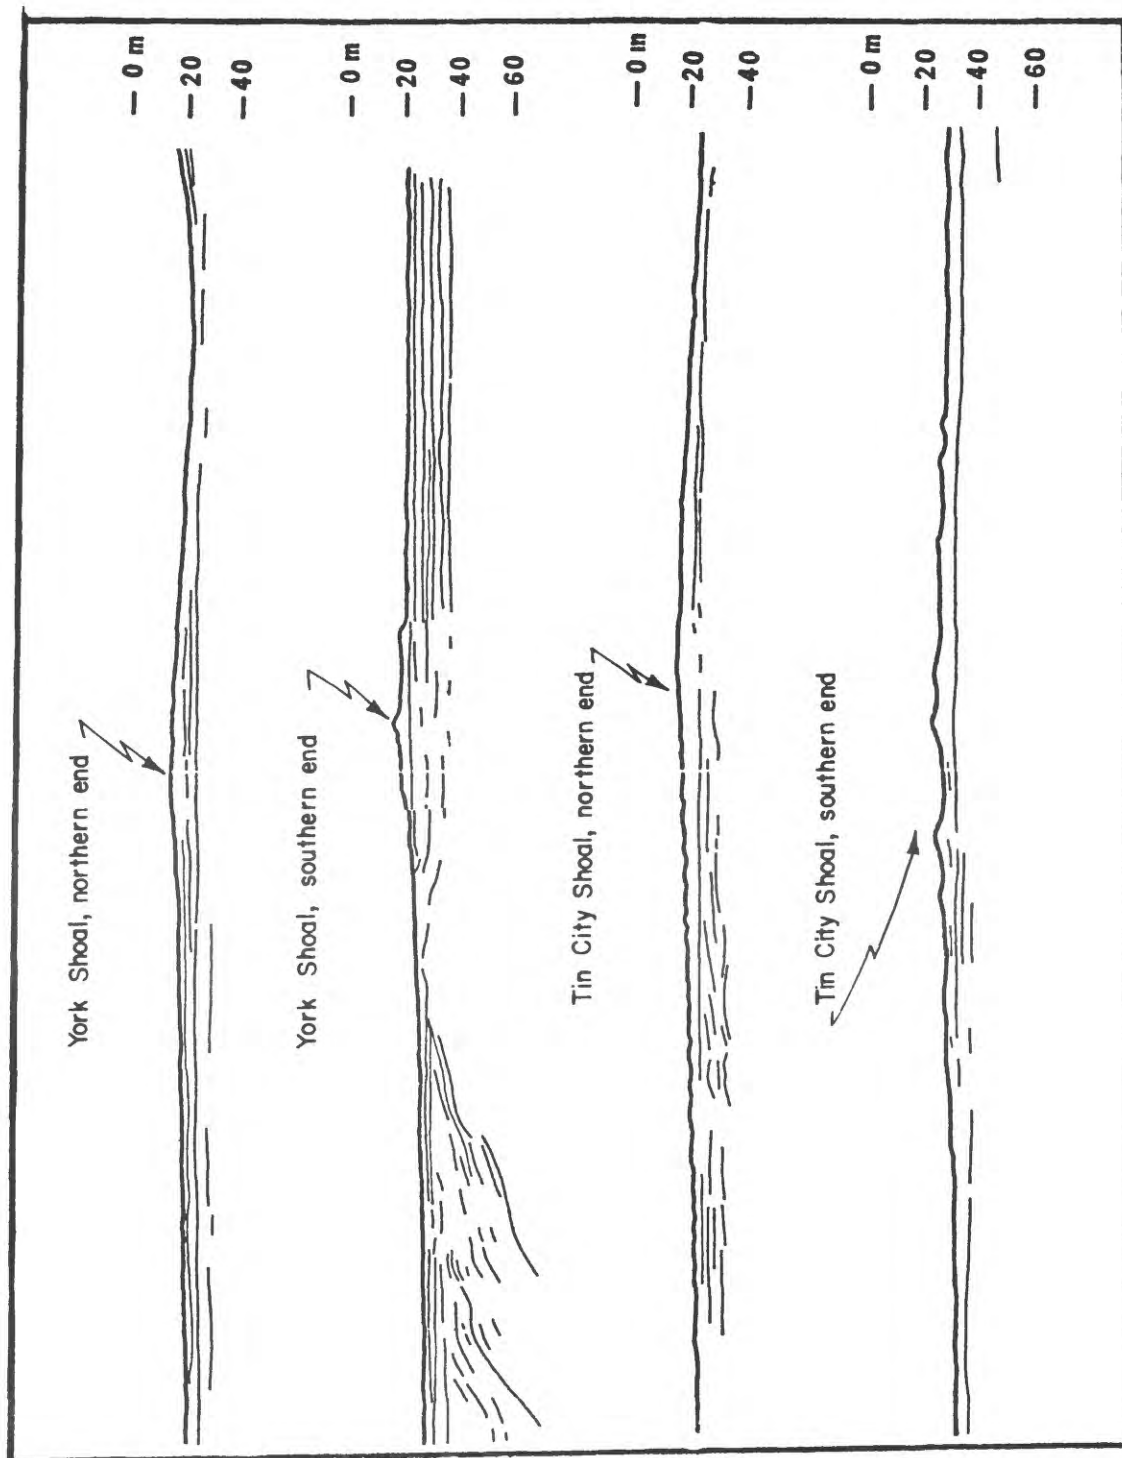 York Shoal, northern end
— 0 m
— 20
— 40
York Shoal, southern end
— 0 m
— 20
— 40
— 60
Tin City Shoal, northern end
— 0 m
— 20
— 40
Tin City Shoal, southern end
— 0 m
— 20
— 40
— 60